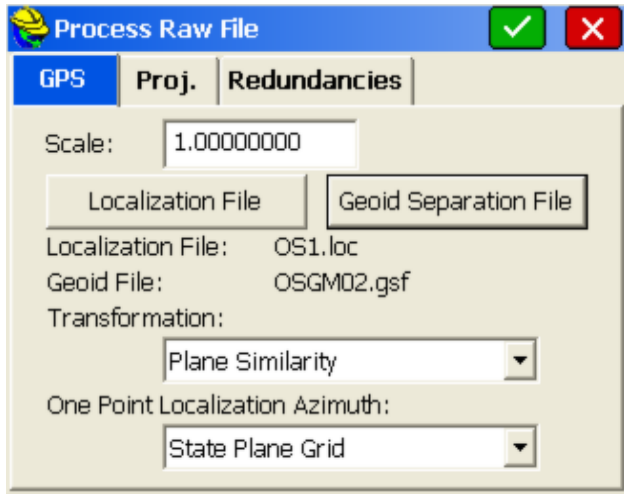 Process Raw File
GPS Proj. Redundancies
Scale: 1.00000000
Localization File Geoid Separation File
Localization File: OS1.loc
Geoid File: OSGM02.gsf
Transformation:
Plane Similarity
One Point Localization Azimuth:
State Plane Grid